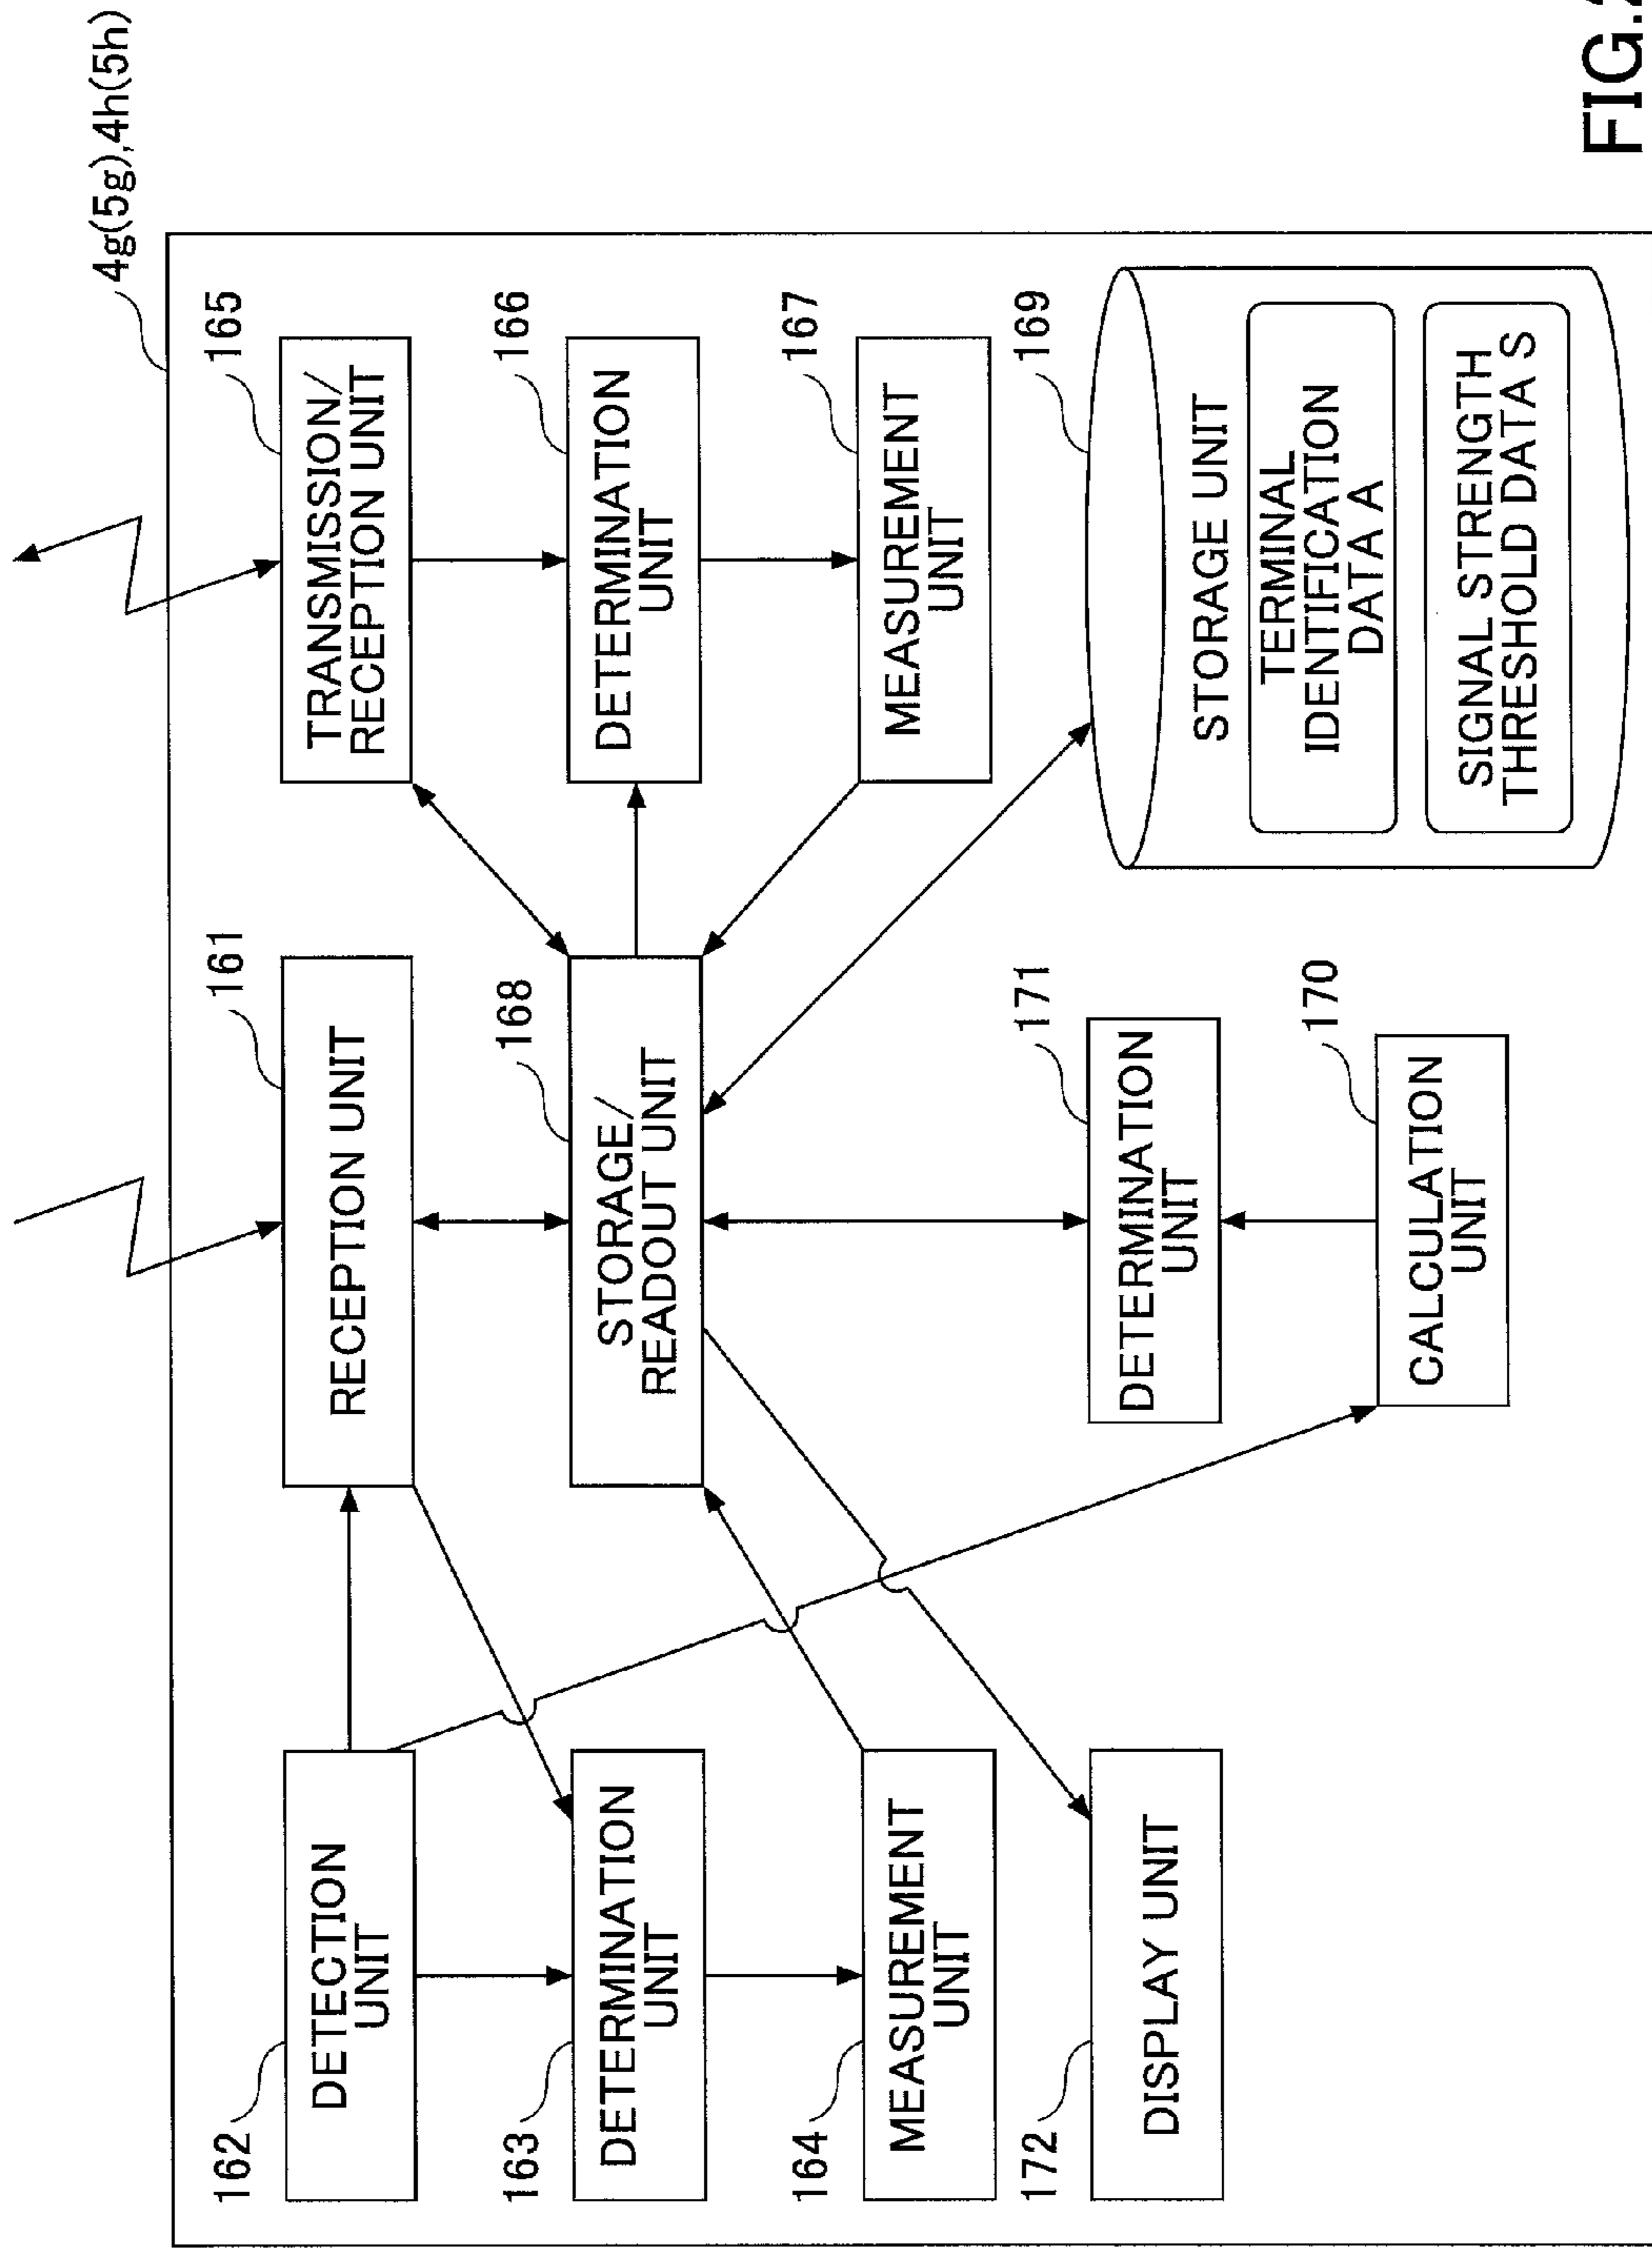 4g(5g),4h(5h)
162
161
165
DETECTION
UNIT
RECEPTION UNIT
TRANSMISSION/
RECEPTION UNIT
163
168
166
DETERMINATION
UNIT
STORAGE/
READOUT UNIT
DETERMINATION
UNIT
164
167
MEASUREMENT
UNIT
MEASUREMENT
UNIT
172
171
169
DISPLAY UNIT
DETERMINATION
UNIT
STORAGE UNIT
TERMINAL
IDENTIFICATION
DATA A
170
CALCULATION
UNIT
SIGNAL STRENGTH
THRESHOLD DATA S
FIG.2